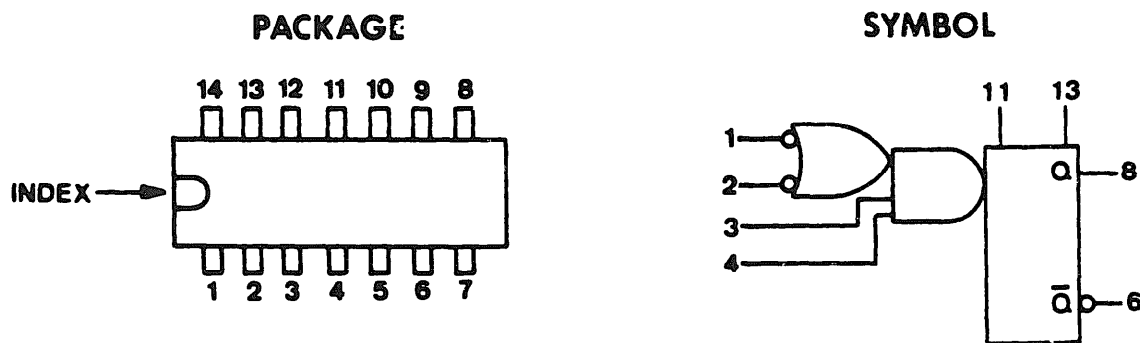 PACKAGE
14 13 12 11 10 9 8
INDEX
1 2 3 4 5 6 7
SYMBOL
11 13
1
2
3
4
Q 8
Q̅ 6